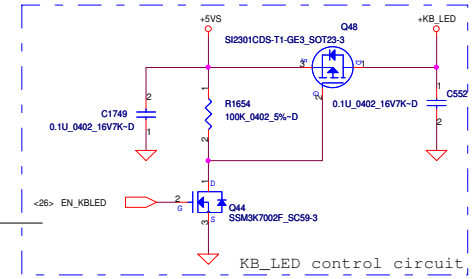 +5VS
+KB_LED
Q48
SI2301CDS-T1-GE3_SOT23-3
3
S
D
1
G
2
2
C1749
0.1U_0402_16V7K~D
1
1
R1654
100K_0402_5%~D
2
0.1U_0402_16V7K~D
1
C552
2
<26> EN_KBLED
2
G
1
D
Q44
SSM3K7002F_SC59-3
S
3
KB_LED control circuit